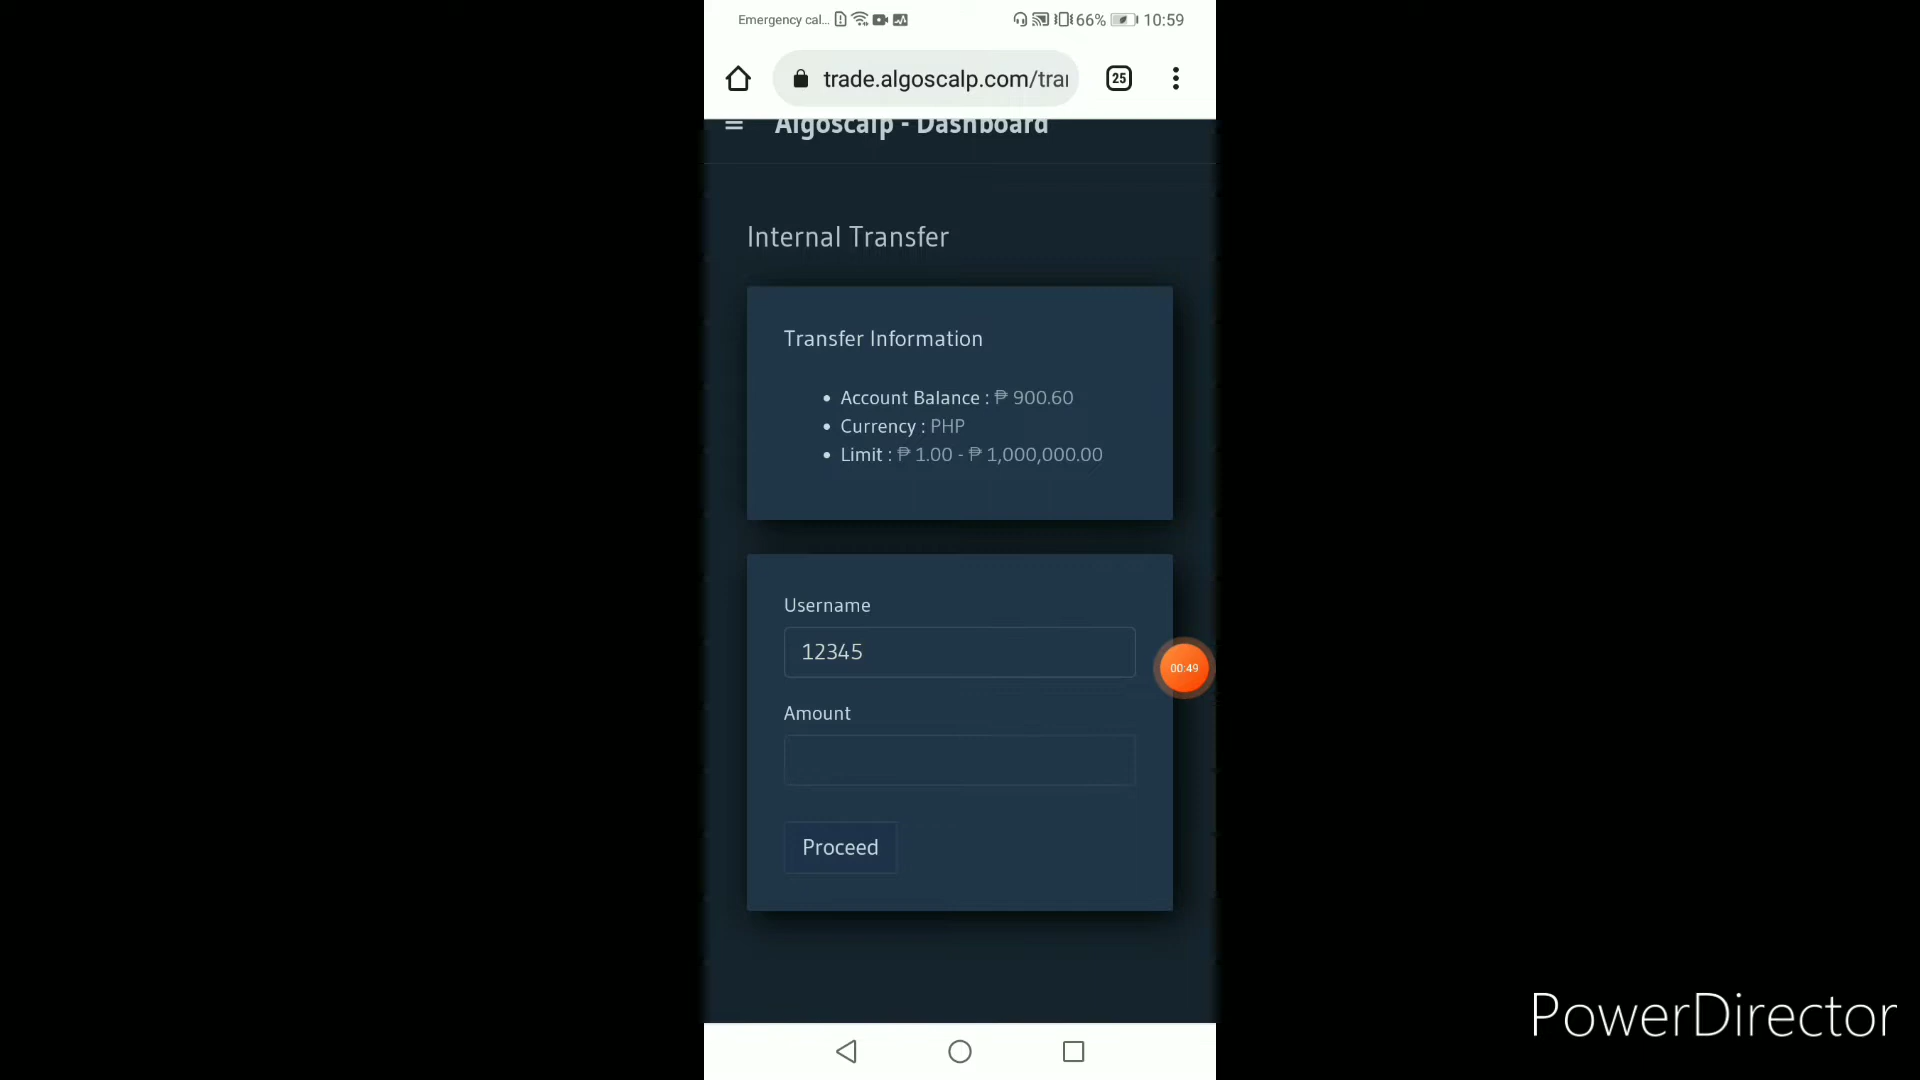 Emergency cal... 66% 10:59
trade.algoscalp.com/trai 25
Algoscalp - Dashboard
Internal Transfer
Transfer Information
Account Balance : ₱ 900.60
Currency : PHP
Limit : ₱ 1.00 - ₱ 1,000,000.00
Username
12345
00:49
Amount
Proceed
PowerDirector